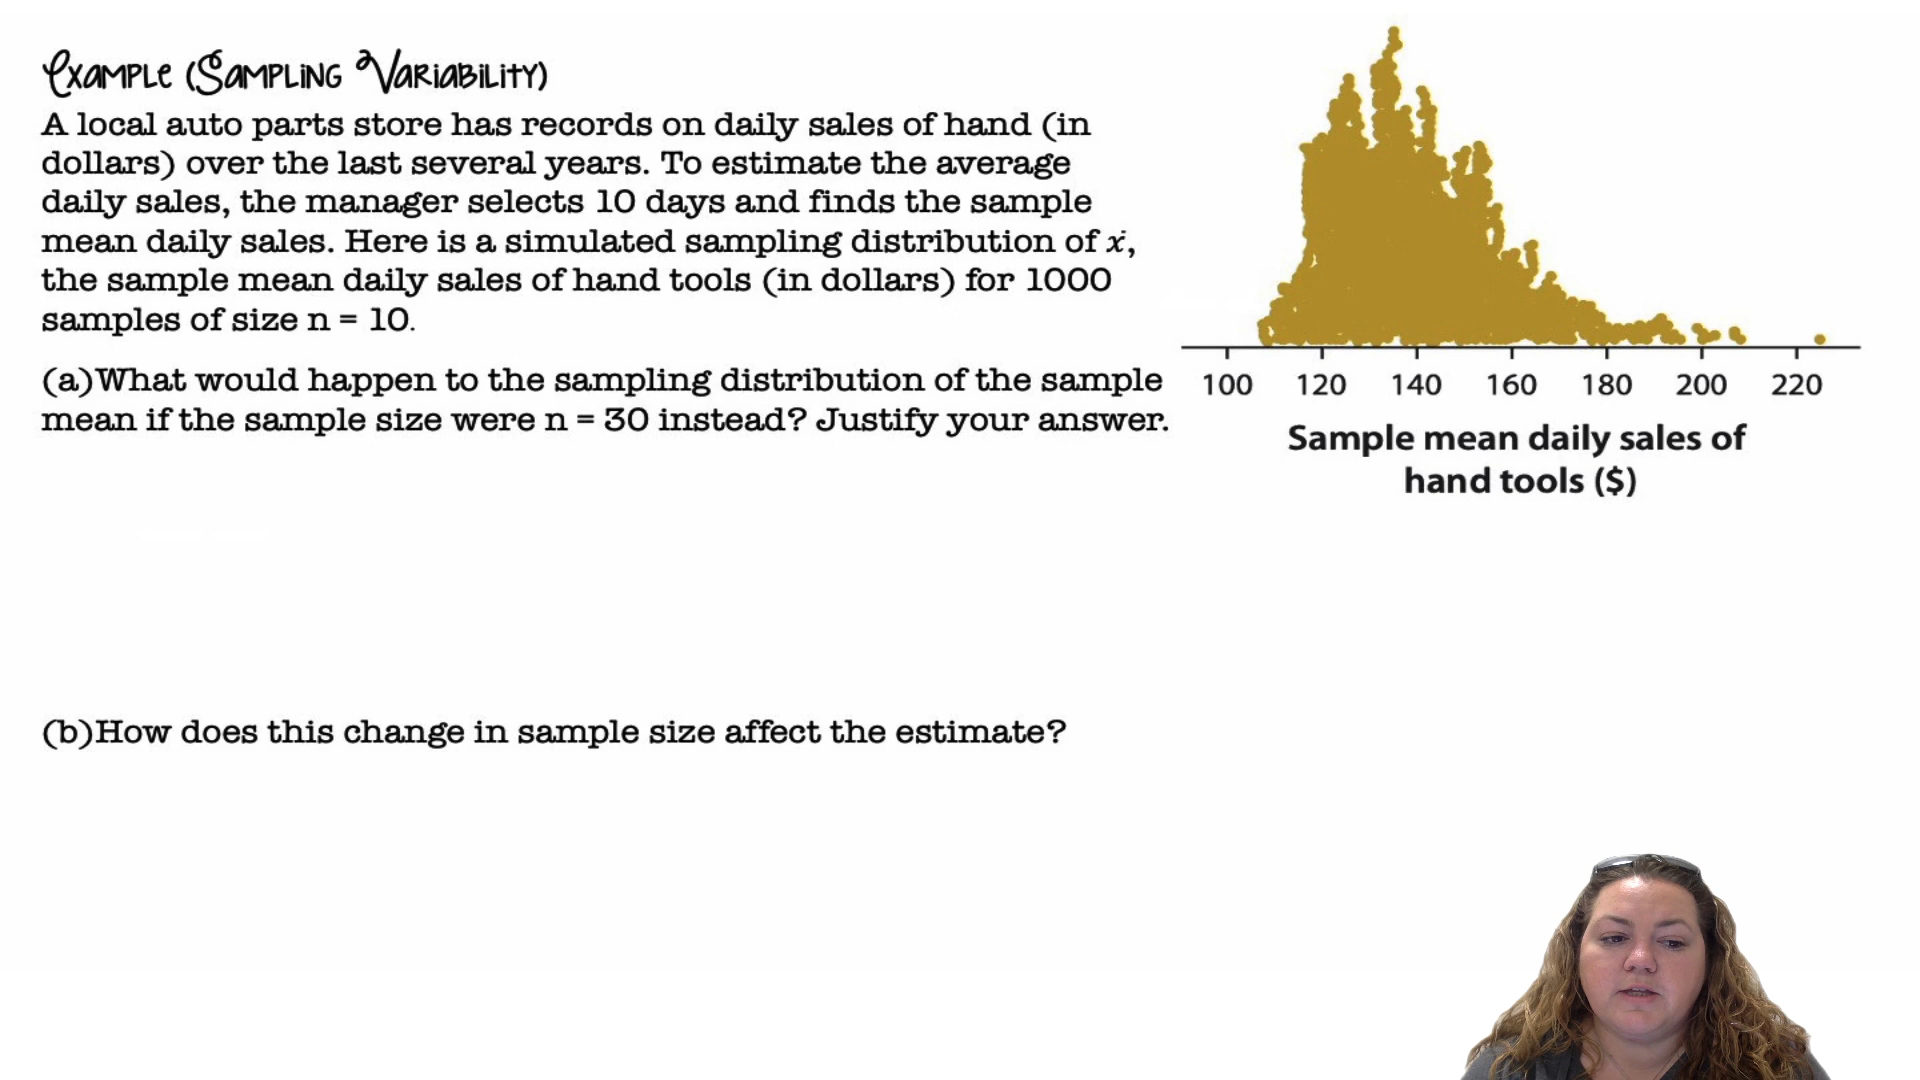 Example (Sampling Variability)
A local auto parts store has records on daily sales of hand (in
dollars) over the last several years. To estimate the average
daily sales, the manager selects 10 days and finds the sample
mean daily sales. Here is a simulated sampling distribution of ẋ,
the sample mean daily sales of hand tools (in dollars) for 1000
samples of size n = 10.
(a)What would happen to the sampling distribution of the sample
mean if the sample size were n = 30 instead? Justify your answer.
(b)How does this change in sample size affect the estimate?
100 120 140 160 180 200 220
Sample mean daily sales of
hand tools ($)